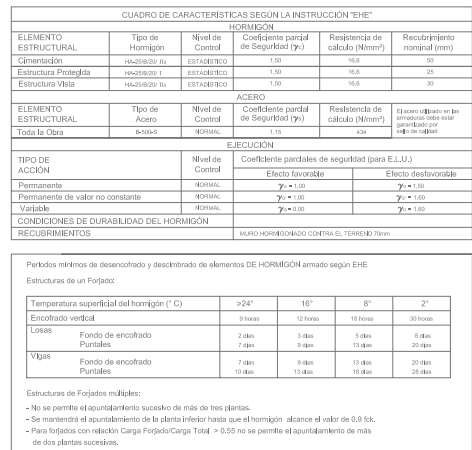 CUADRO DE CARACTERÍSTICAS SEGÚN LA INSTRUCCIÓN "EHE"
HORMIGÓN
ELEMENTO ESTRUCTURAL Tipo de Hormigón Nivel de Control Coeficiente parcial de Seguridad (γc) Resistencia de cálculo (N/mm²) Recubrimiento nominal (mm)
Cimentación HA-25/B/20/ IIa ESTADÍSTICO 1,50 16,6 50
Estructura Protegida HA-25/B/20/ I ESTADÍSTICO 1,50 16,6 25
Estructura Vista HA-25/B/20/ IIa ESTADÍSTICO 1,50 16,6 30
ACERO
ELEMENTO ESTRUCTURAL Tipo de Acero Nivel de Control Coeficiente parcial de Seguridad (γs) Resistencia de cálculo (N/mm²) El acero utilizado en las armaduras debe estar garantizado por sello de calidad
Toda la Obra B-500-S NORMAL 1,15 434
EJECUCIÓN
TIPO DE ACCIÓN Nivel de Control Coeficiente parciales de seguridad (para E.L.U.)
Efecto favorable Efecto desfavorable
Permanente NORMAL γG = 1,00 γG = 1,50
Permanente de valor no constante NORMAL γG = 1,00 γG = 1,60
Variable NORMAL γG = 0,00 γG = 1,60
CONDICIONES DE DURABILIDAD DEL HORMIGÓN
RECUBRIMIENTOS MURO HORMIGONADO CONTRA EL TERRENO 70mm
Periodos mínimos de desencofrado y descimbrado de elementos DE HORMIGÓN armado según EHE
Estructuras de un Forjado:
Temperatura superficial del hormigón (° C) >24° 16° 8° 2°
Encofrado vertical 9 horas 12 horas 18 horas 30 horas
Losas
Fondo de encofrado 2 días 3 días 5 días 8 días
Puntales 7 días 9 días 13 días 20 días
Vigas
Fondo de encofrado 7 días 9 días 13 días 20 días
Puntales 10 días 13 días 18 días 28 días
Estructuras de Forjados múltiples:
- No se permite el apuntalamiento sucesivo de más de tres plantas.
- Se mantendrá el apuntalamiento de la planta inferior hasta que el hormigón alcance el valor de 0.9 fck.
- Para forjados con relación Carga Forjado/Carga Total > 0.55 no se permite el apuntalamiento de más
de dos plantas sucesivas.